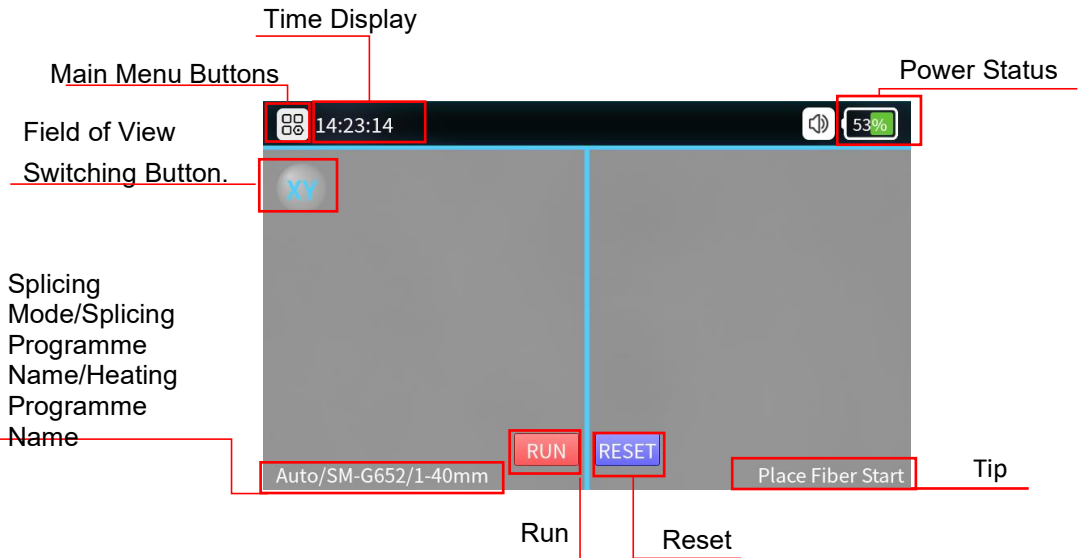 Time Display
Main Menu Buttons
Power Status
14:23:14
53%
Field of View
Switching Button.
XY
Splicing
Mode/Splicing
Programme
Name/Heating
Programme
Name
RUN
RESET
Auto/SM-G652/1-40mm
Place Fiber Start
Tip
Run
Reset